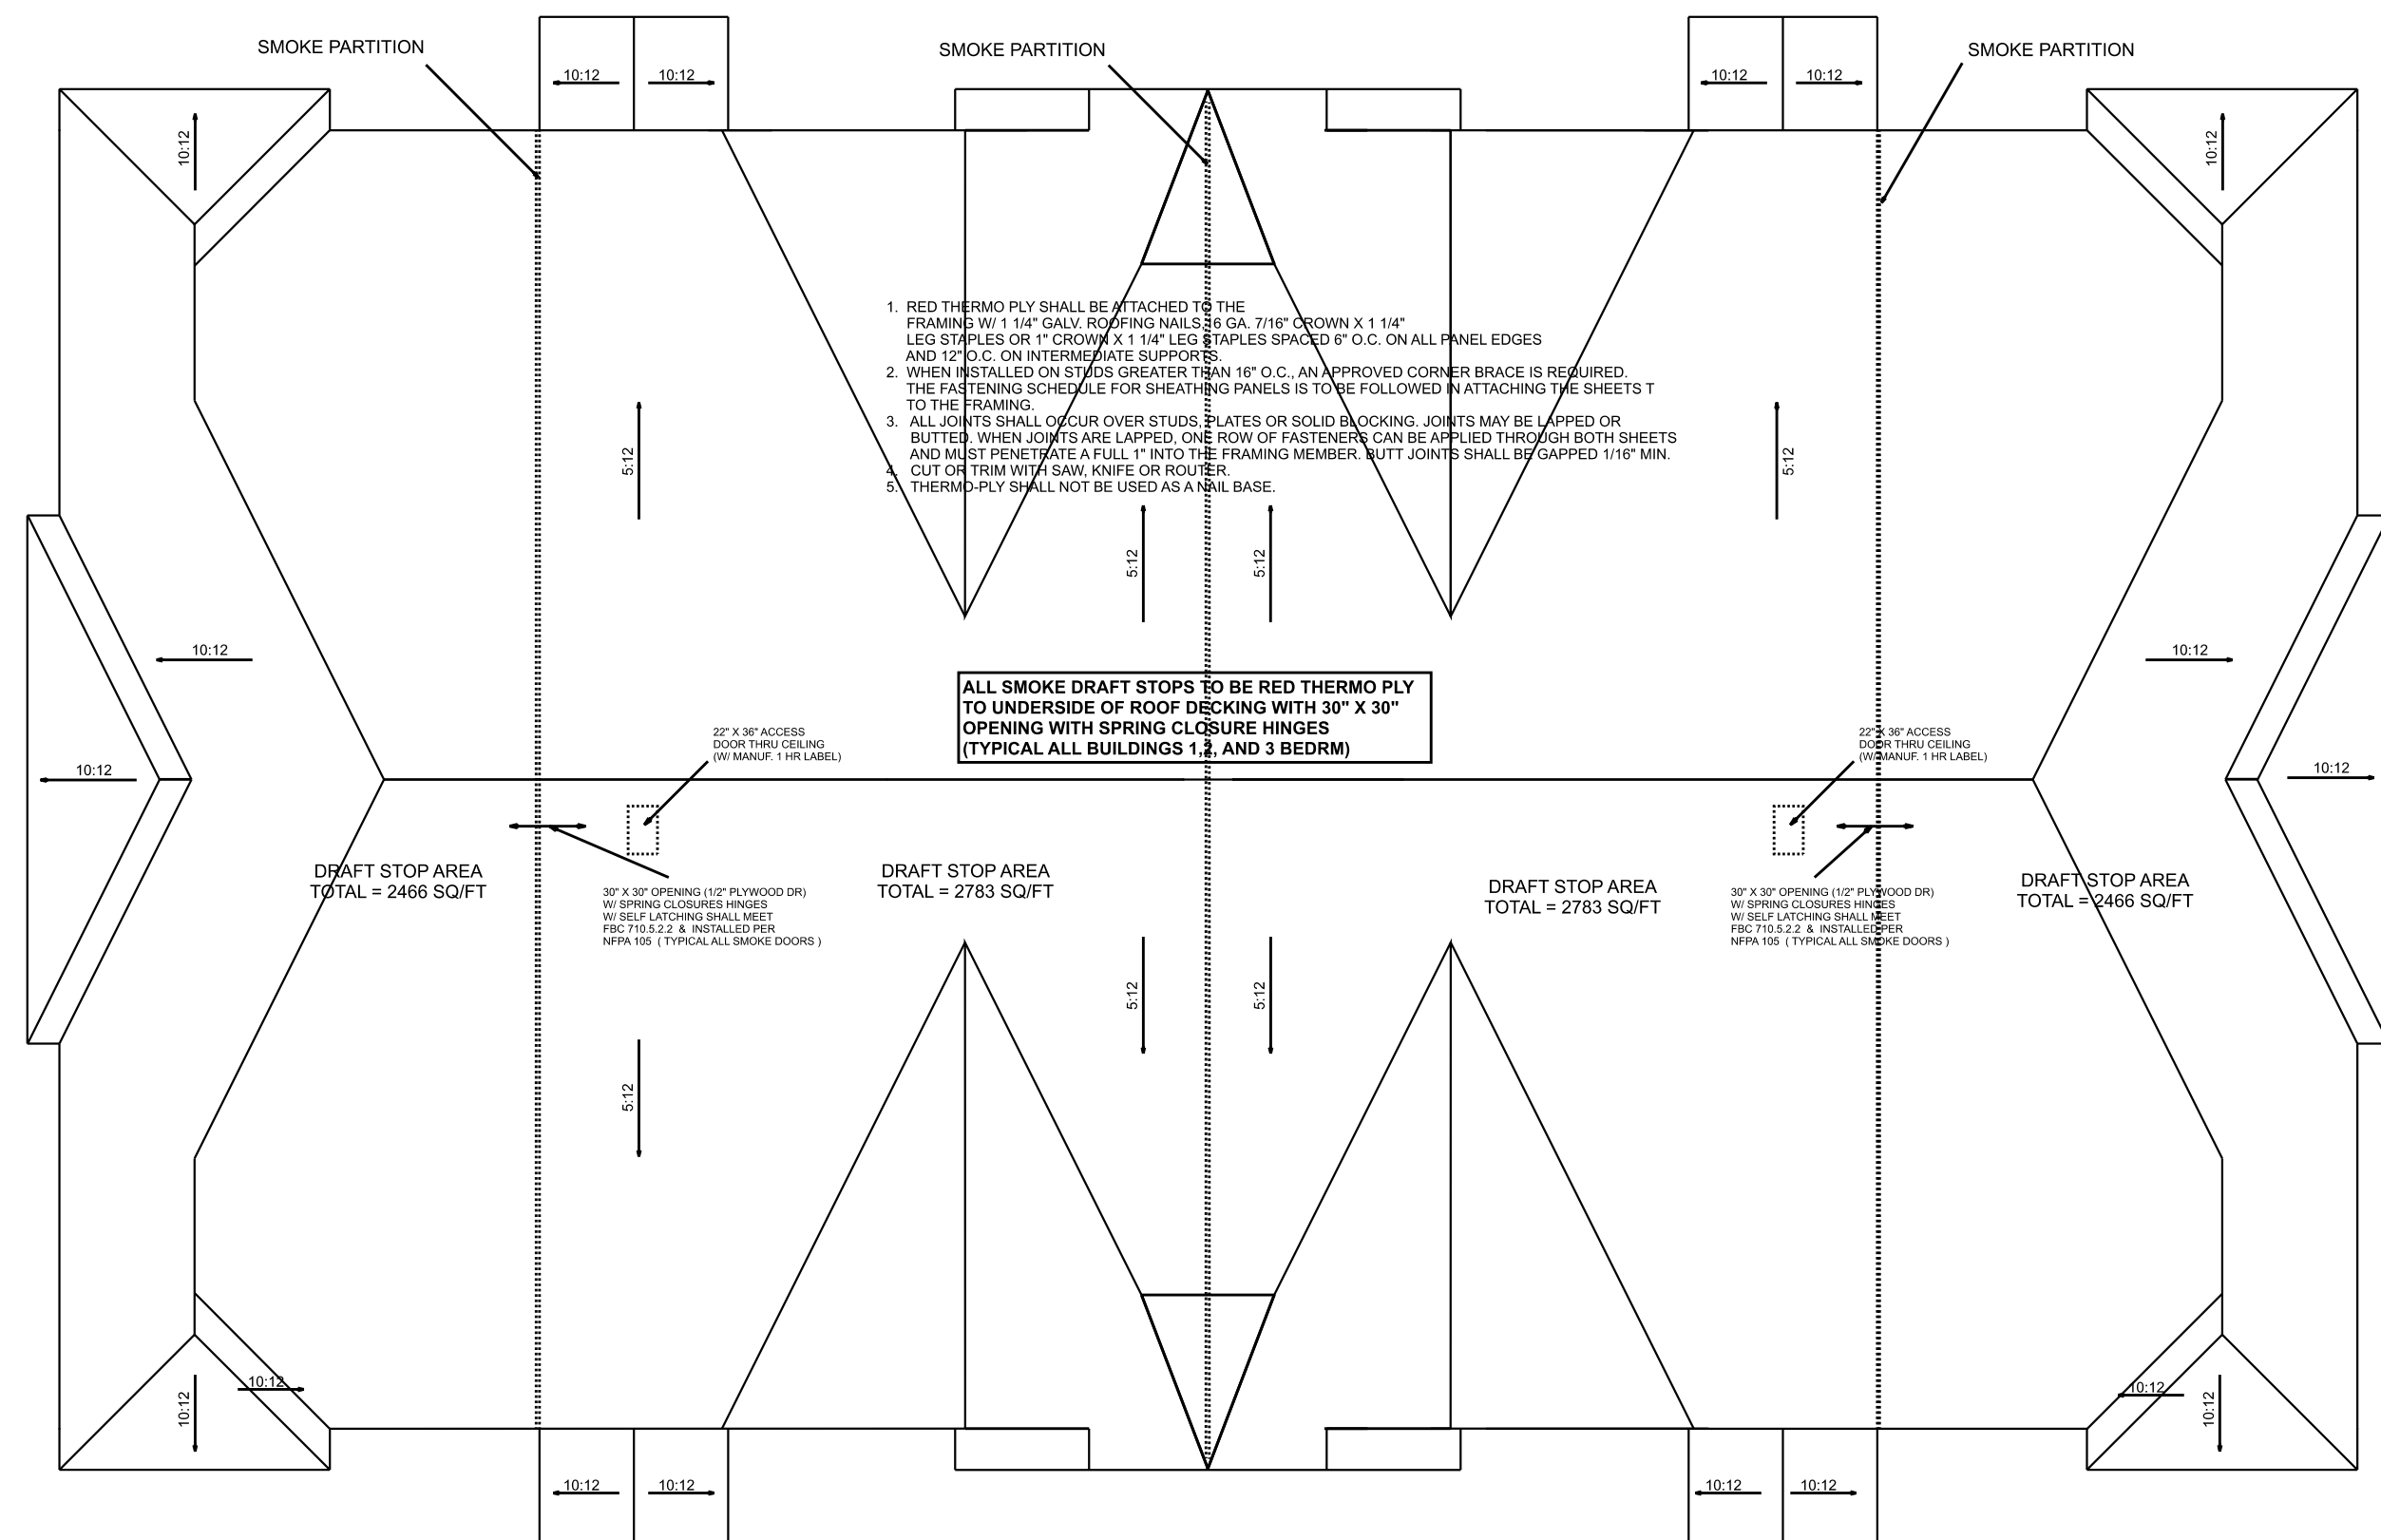 SMOKE PARTITION
SMOKE PARTITION
SMOKE PARTITION
10:12
10:12
10:12
10:12
10:12
10:12
1. RED THERMO PLY SHALL BE ATTACHED TO THE
FRAMING W/ 1 1/4" GALV. ROOFING NAILS, 6 GA. 7/16" CROWN X 1 1/4"
LEG STAPLES OR 1" CROWN X 1 1/4" LEG STAPLES SPACED 6" O.C. ON ALL PANEL EDGES
AND 12" O.C. ON INTERMEDIATE SUPPORTS.
2. WHEN INSTALLED ON STUDS GREATER THAN 16" O.C., AN APPROVED CORNER BRACE IS REQUIRED.
THE FASTENING SCHEDULE FOR SHEATHING PANELS IS TO BE FOLLOWED IN ATTACHING THE SHEETS T
TO THE FRAMING.
3. ALL JOINTS SHALL OCCUR OVER STUDS, PLATES OR SOLID BLOCKING. JOINTS MAY BE LAPPED OR
BUTTED. WHEN JOINTS ARE LAPPED, ONE ROW OF FASTENERS CAN BE APPLIED THROUGH BOTH SHEETS
AND MUST PENETRATE A FULL 1" INTO THE FRAMING MEMBER. BUTT JOINTS SHALL BE GAPPED 1/16" MIN.
4. CUT OR TRIM WITH SAW, KNIFE OR ROUTER.
5. THERMO-PLY SHALL NOT BE USED AS A NAIL BASE.
5:12
5:12
5:12
5:12
10:12
10:12
ALL SMOKE DRAFT STOPS TO BE RED THERMO PLY
TO UNDERSIDE OF ROOF DECKING WITH 30" X 30"
OPENING WITH SPRING CLOSURE HINGES
(TYPICAL ALL BUILDINGS 1,2, AND 3 BEDRM)
22" X 36" ACCESS
DOOR THRU CEILING
(W/ MANUF. 1 HR LABEL)
22" X 36" ACCESS
DOOR THRU CEILING
(W/ MANUF. 1 HR LABEL)
10:12
10:12
DRAFT STOP AREA
TOTAL = 2466 SQ/FT
DRAFT STOP AREA
TOTAL = 2783 SQ/FT
DRAFT STOP AREA
TOTAL = 2783 SQ/FT
DRAFT STOP AREA
TOTAL = 2466 SQ/FT
30" X 30" OPENING (1/2" PLYWOOD DR)
W/ SPRING CLOSURES HINGES
W/ SELF LATCHING SHALL MEET
FBC 710.5.2.2 & INSTALLED PER
NFPA 105 ( TYPICAL ALL SMOKE DOORS )
30" X 30" OPENING (1/2" PLYWOOD DR)
W/ SPRING CLOSURES HINGES
W/ SELF LATCHING SHALL MEET
FBC 710.5.2.2 & INSTALLED PER
NFPA 105 ( TYPICAL ALL SMOKE DOORS )
5:12
5:12
5:12
10:12
10:12
10:12
10:12
10:12
10:12
10:12
10:12